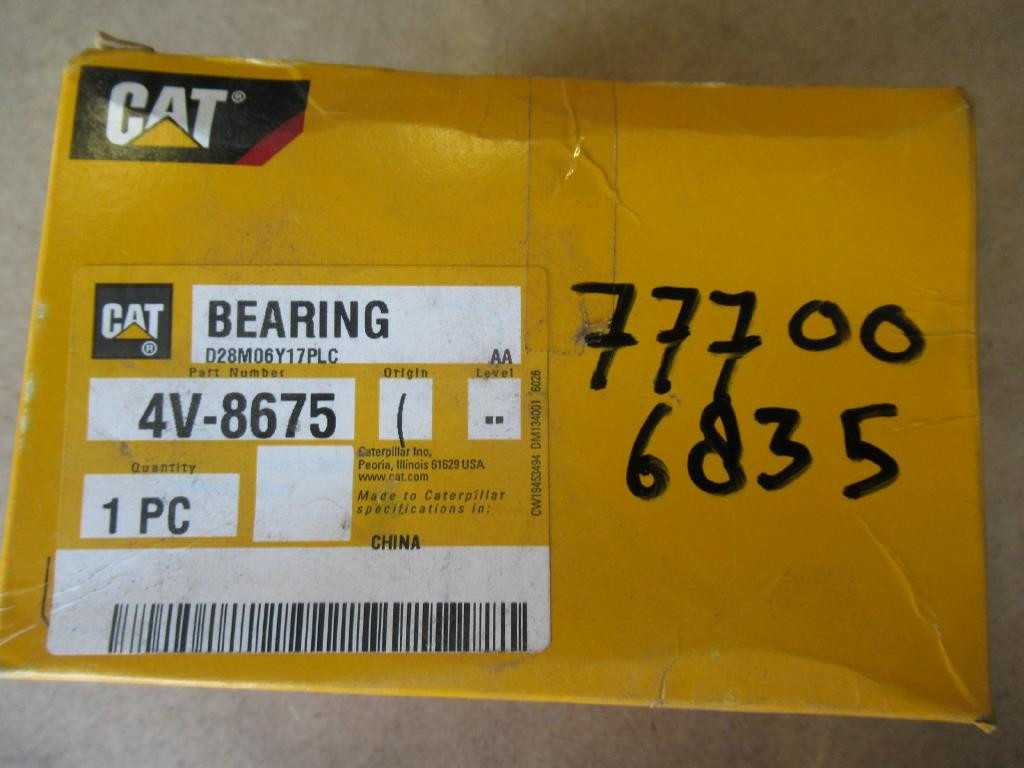 CAT®
CAT®
BEARING
D28M06Y17PLC AA
Part Number Origin Level
4V-8675 ( --
Quantity
1 PC
Caterpillar Inc,
Peoria, Illinois 61629 USA
www.cat.com
Made to Caterpillar
specifications in:
CHINA
CW19453494 DM134001 6026
77700
6835